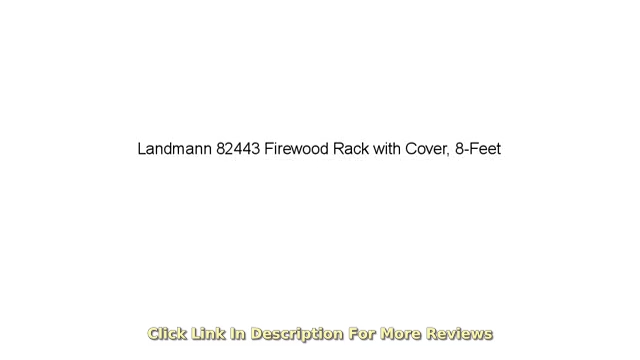 Landmann 82443 Firewood Rack with Cover, 8-Feet
Click Link In Description For More Reviews